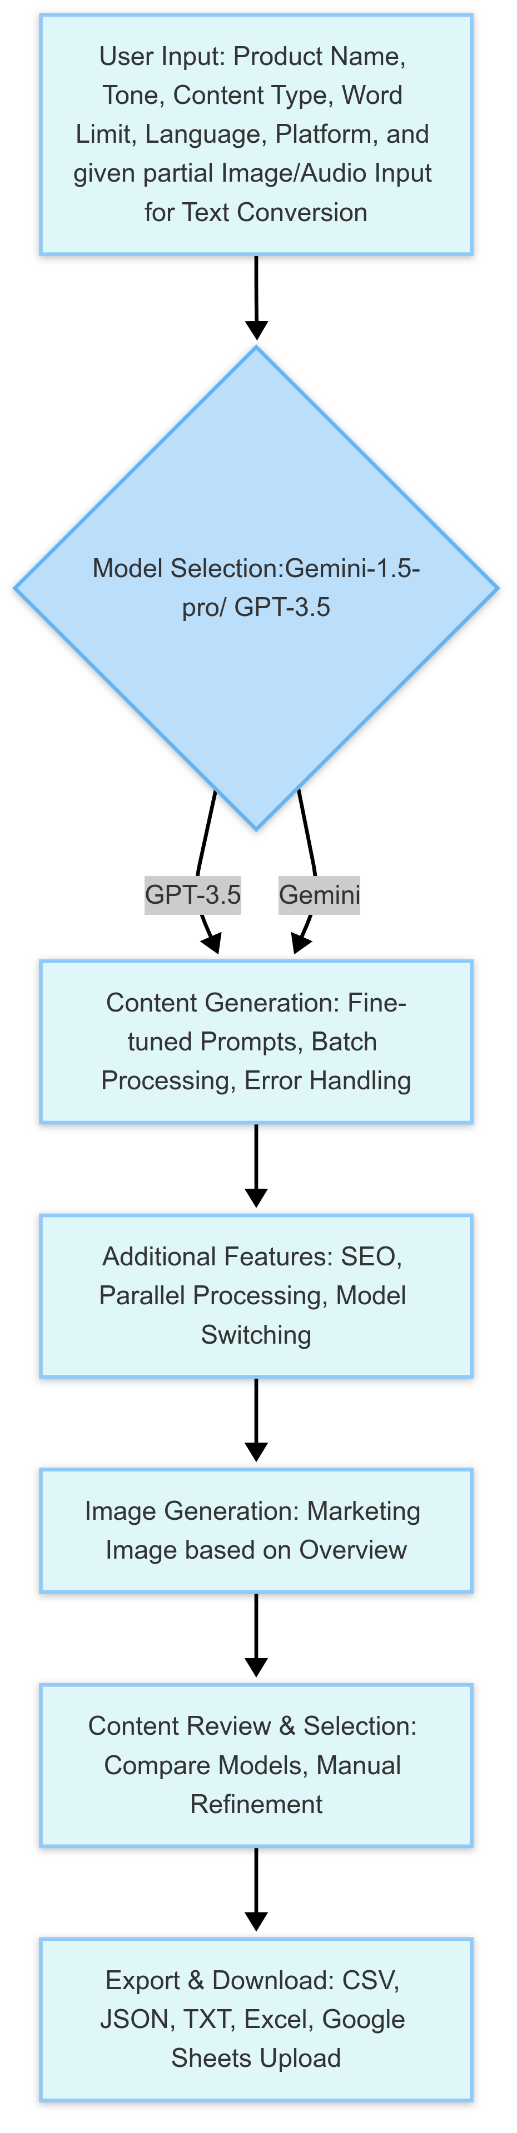 User Input: Product Name,
Tone, Content Type, Word
Limit, Language, Platform, and
given partial Image/Audio Input
for Text Conversion
Model Selection:Gemini-1.5-
pro/ GPT-3.5
GPT-3.5
Gemini
Content Generation: Fine-
tuned Prompts, Batch
Processing, Error Handling
Additional Features: SEO,
Parallel Processing, Model
Switching
Image Generation: Marketing
Image based on Overview
Content Review & Selection:
Compare Models, Manual
Refinement
Export & Download: CSV,
JSON, TXT, Excel, Google
Sheets Upload